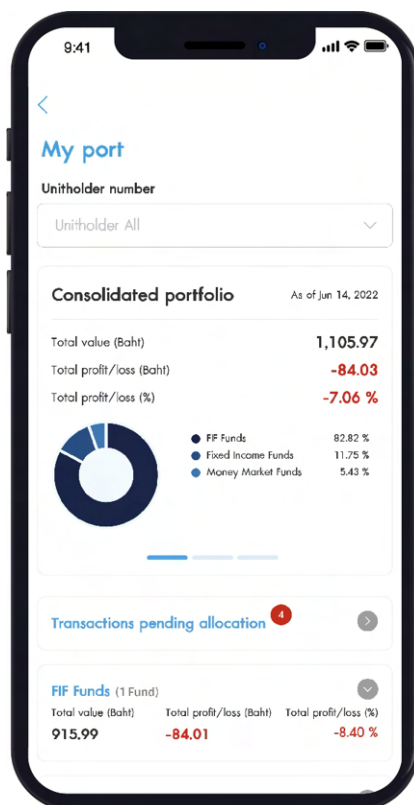 9:41
My port
Unitholder number
Unitholder All
Consolidated portfolio As of Jun 14, 2022
Total value (Baht) 1,105.97
Total profit/loss (Baht) -84.03
Total profit/loss (%) -7.06 %
FIF Funds 82.82 %
Fixed Income Funds 11.75 %
Money Market Funds 5.43 %
Transactions pending allocation 4
FIF Funds (1 Fund)
Total value (Baht) Total profit/loss (Baht) Total profit/loss (%)
915.99 -84.01 -8.40 %